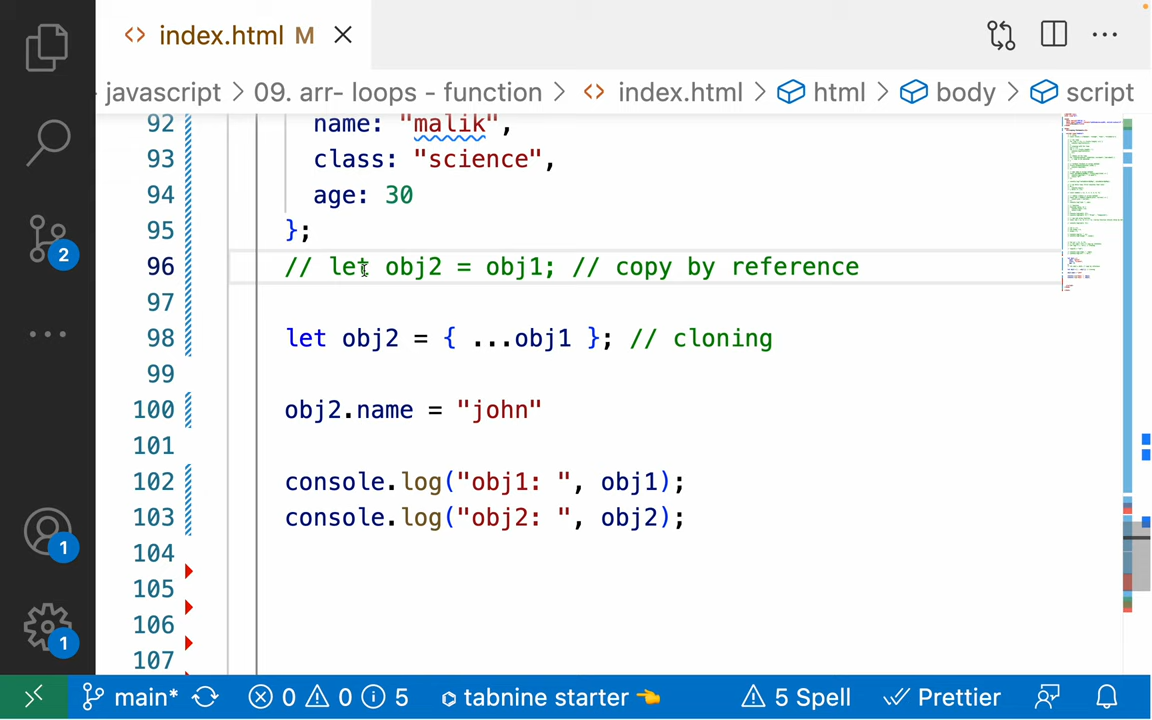 index.html M
javascript > 09. arr- loops - function > index.html > html > body > script
92 name: "malik",
93 class: "science",
94 age: 30
95 };
96 // let obj2 = obj1; // copy by reference
97
98 let obj2 = { ...obj1 }; // cloning
99
100 obj2.name = "john"
101
102 console.log("obj1: ", obj1);
103 console.log("obj2: ", obj2);
104
105
106
107
2
1
1
main* 0 0 5 tabnine starter 👈 5 Spell Prettier